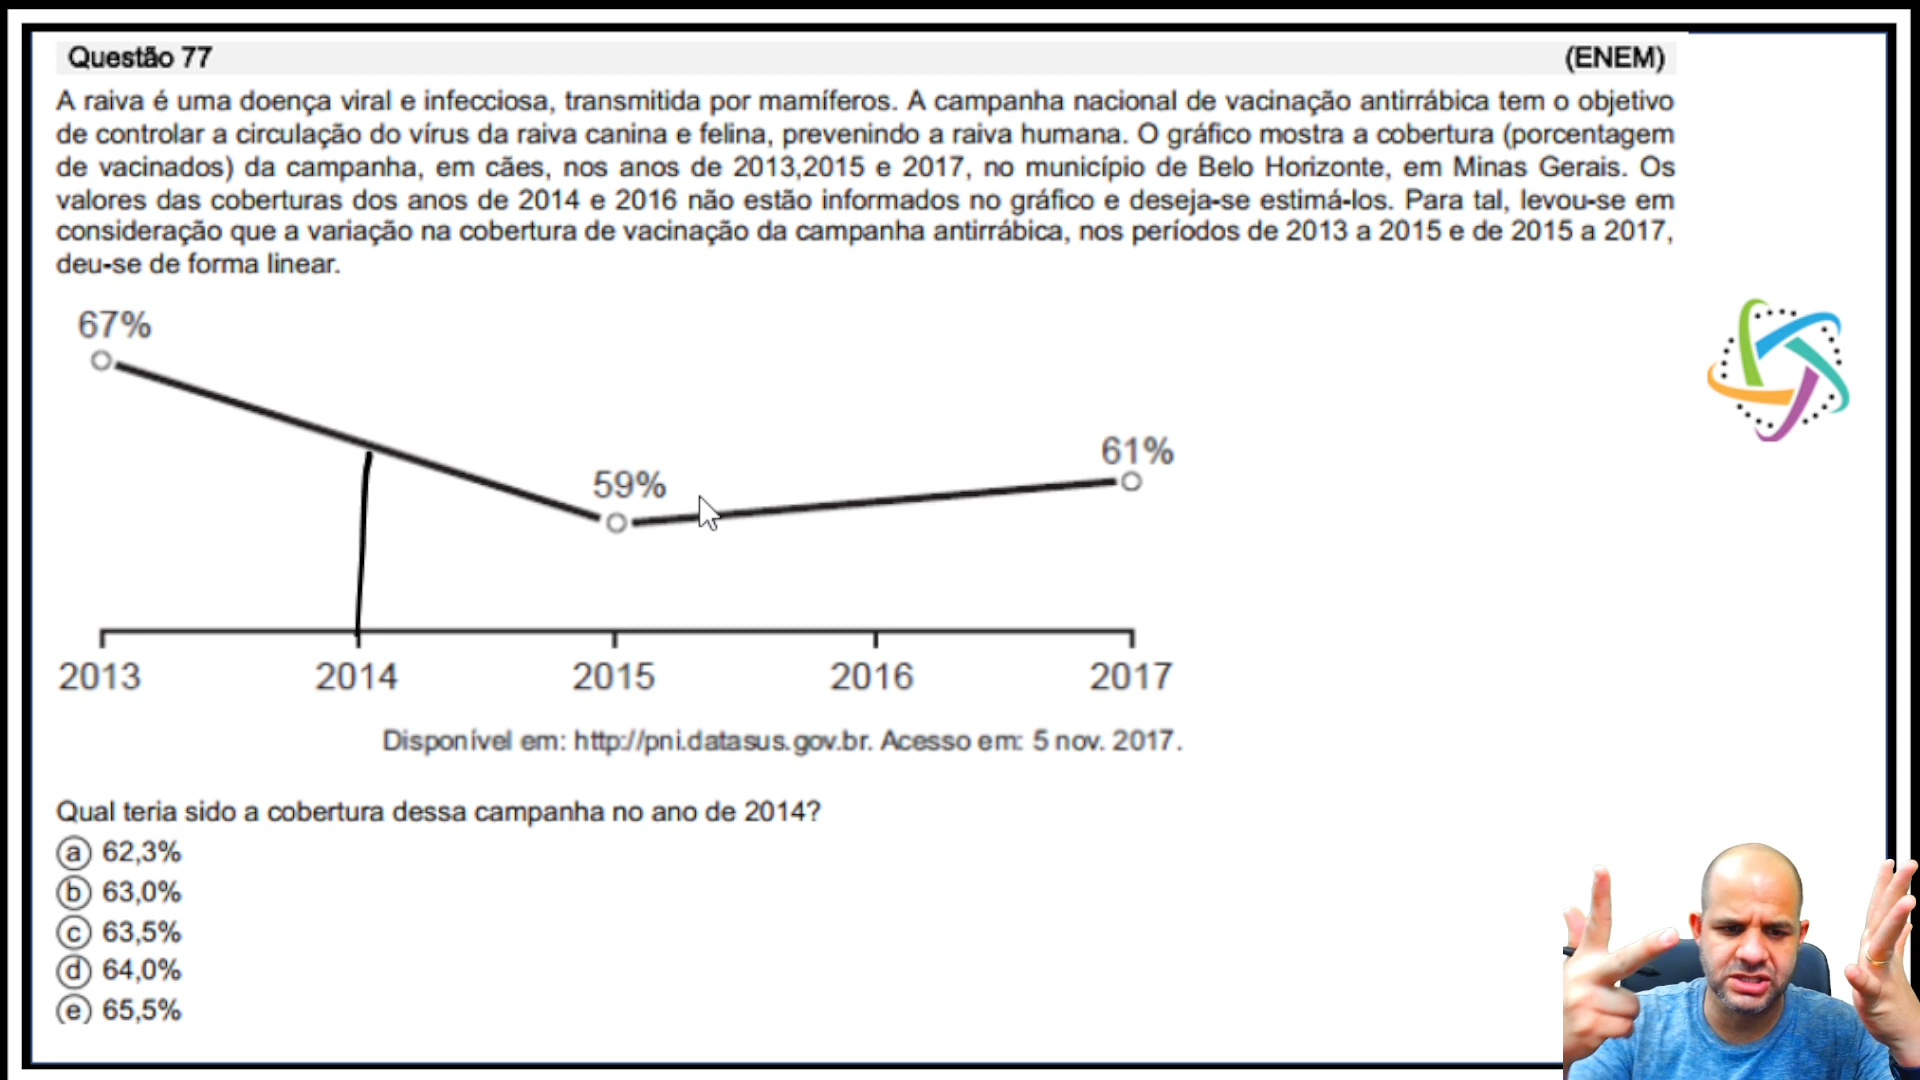 Questão 77 (ENEM)
A raiva é uma doença viral e infecciosa, transmitida por mamíferos. A campanha nacional de vacinação antirrábica tem o objetivo
de controlar a circulação do vírus da raiva canina e felina, prevenindo a raiva humana. O gráfico mostra a cobertura (porcentagem
de vacinados) da campanha, em cães, nos anos de 2013,2015 e 2017, no município de Belo Horizonte, em Minas Gerais. Os
valores das coberturas dos anos de 2014 e 2016 não estão informados no gráfico e deseja-se estimá-los. Para tal, levou-se em
consideração que a variação na cobertura de vacinação da campanha antirrábica, nos períodos de 2013 a 2015 e de 2015 a 2017,
deu-se de forma linear.
67%
59%
61%
2013 2014 2015 2016 2017
Disponível em: http://pni.datasus.gov.br. Acesso em: 5 nov. 2017.
Qual teria sido a cobertura dessa campanha no ano de 2014?
a 62,3%
b 63,0%
c 63,5%
d 64,0%
e 65,5%